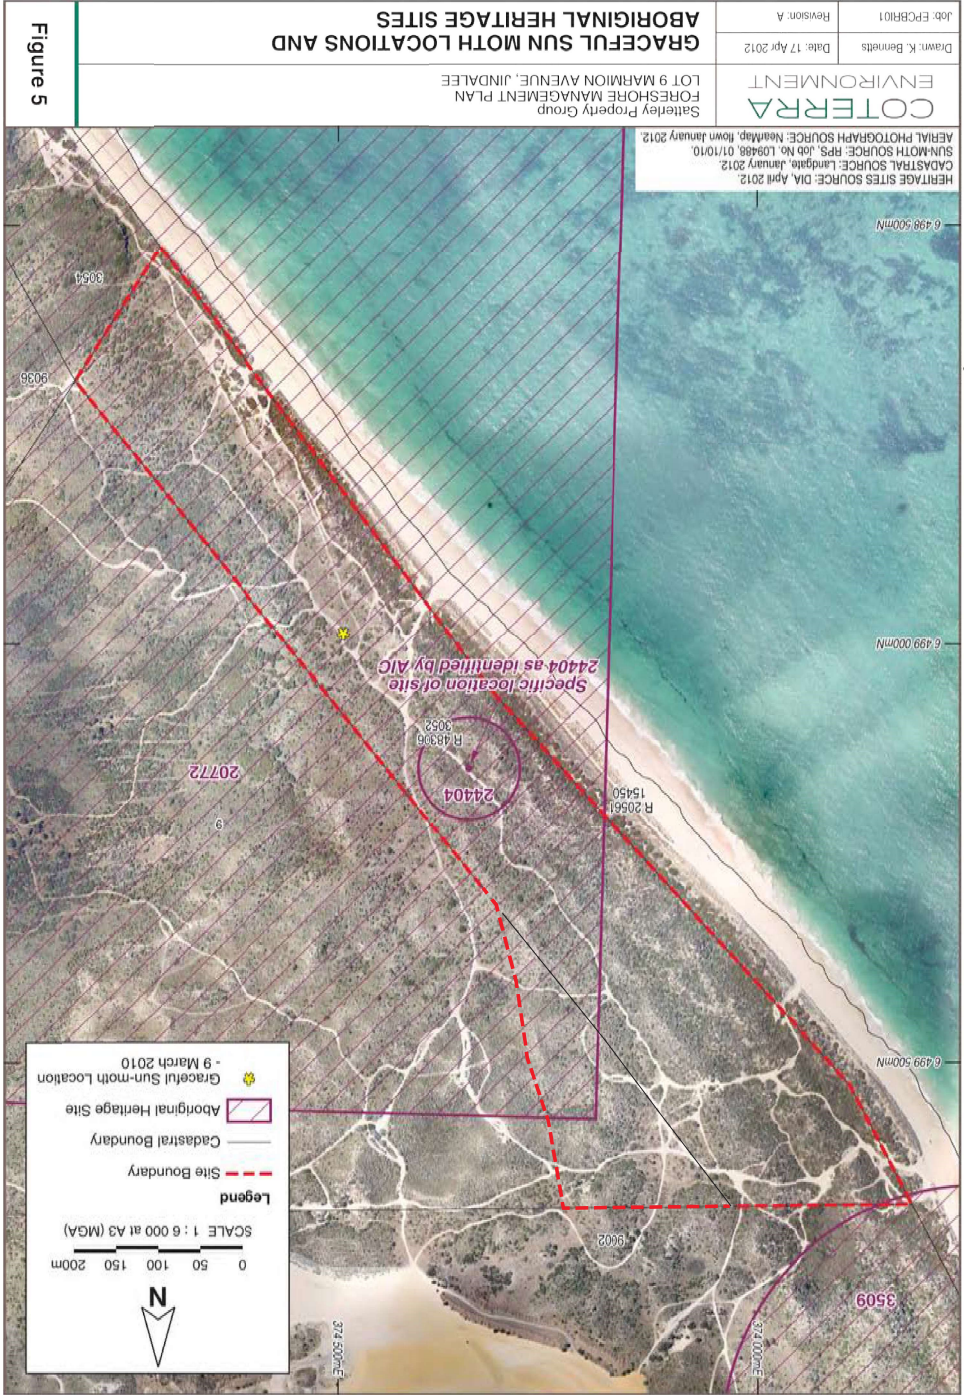 3509
374 000mE
374 500mE
9002
N
0 50 100 150 200m
SCALE 1 : 6 000 at A3 (MGA)
Legend
Site Boundary
Cadastral Boundary
Aboriginal Heritage Site
Graceful Sun-moth Location
- 9 March 2010
6 499 500mN
R 20561
15450
24404
R 48306
3052
6
20772
Specific location of site
24404 as identified by AIC
6 499 000mN
9036
3054
6 498 500mN
HERITAGE SITES SOURCE: DIA, April 2012.
CADASTRAL SOURCE: Landgate, January 2012.
SUN-MOTH SOURCE: RPS, Job No. L09488, 01/10/10.
AERIAL PHOTOGRAPH SOURCE: NearMap, flown January 2012
COTERRA
ENVIRONMENT
Drawn: K. Bennetts
Date: 17 Apr 2012
Job: EPCBRI01
Revision: A
Satterley Property Group
FORESHORE MANAGEMENT PLAN
LOT 9 MARMION AVENUE, JINDALEE
GRACEFUL SUN MOTH LOCATIONS AND
ABORIGINAL HERITAGE SITES
Figure 5